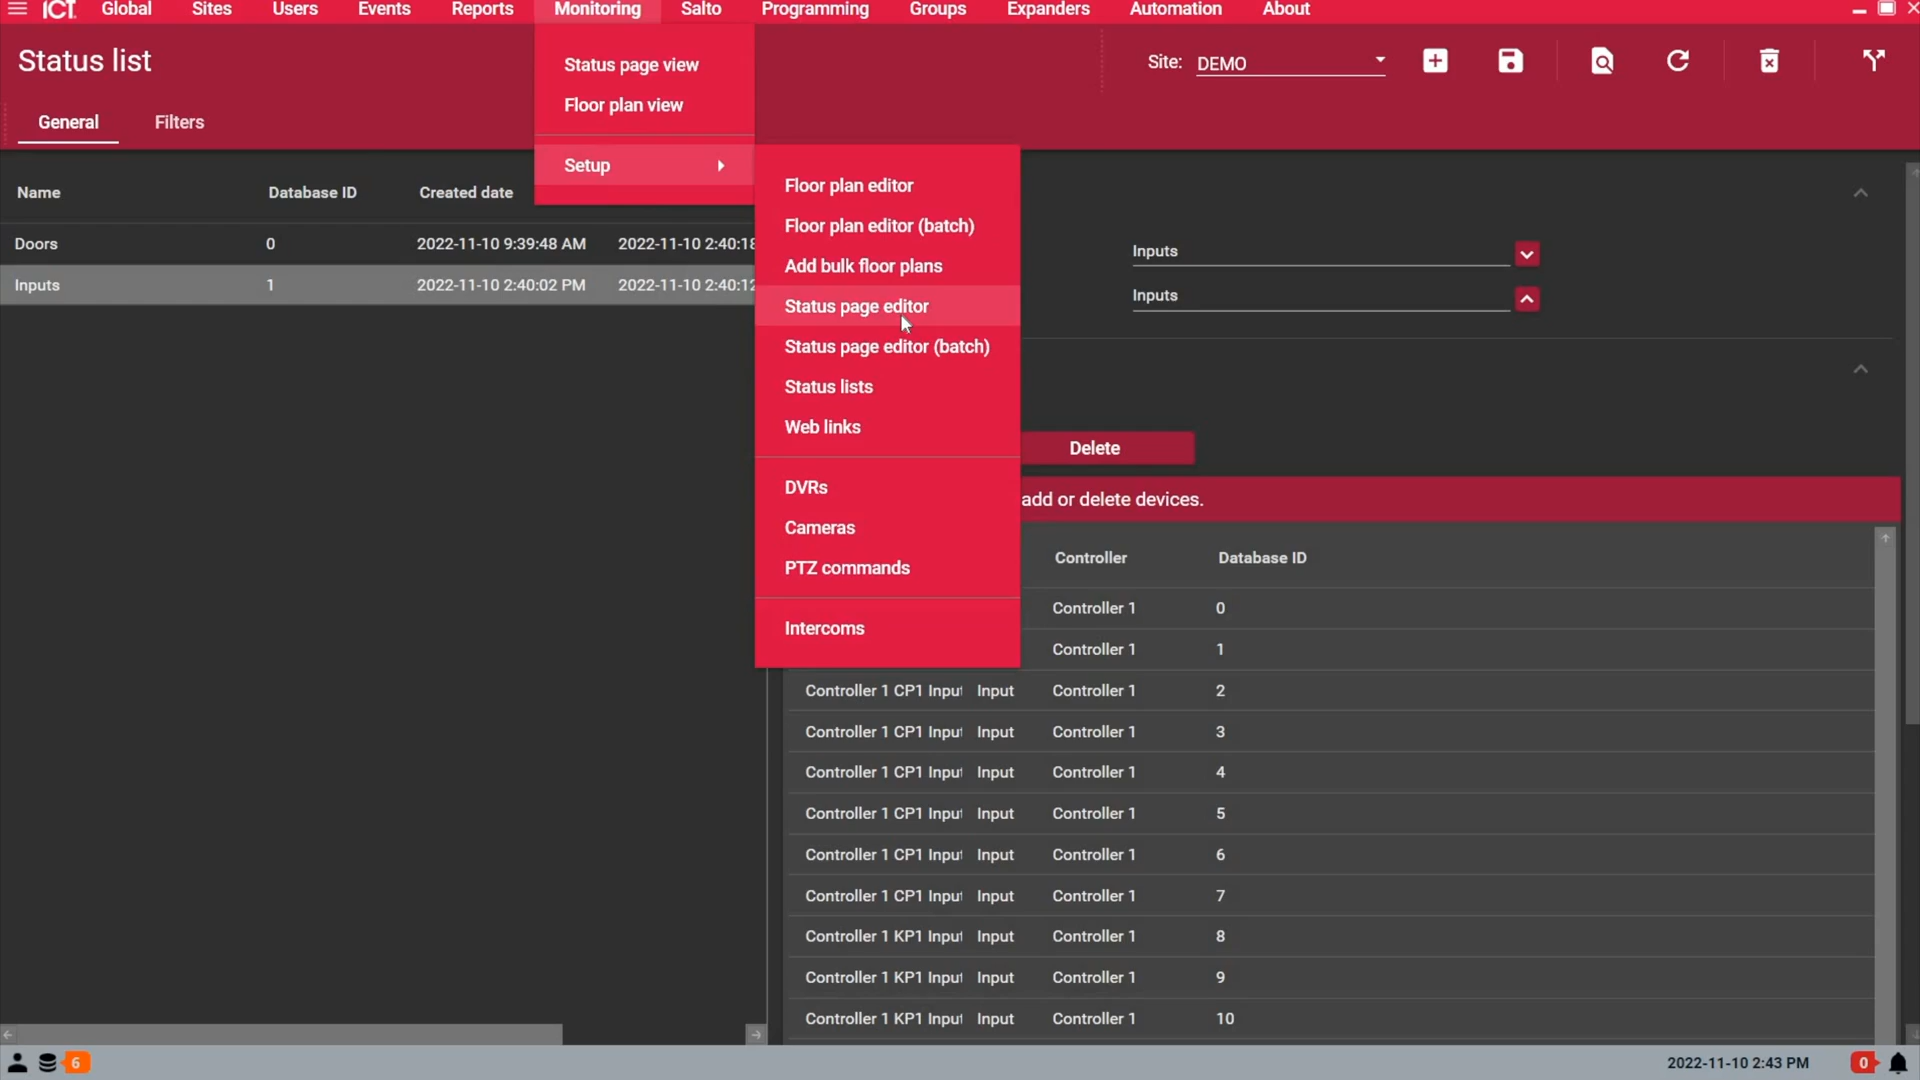 ICT. Global Sites Users Events Reports Monitoring Salto Programming Groups Expanders Automation About
Status list
Site: DEMO
General Filters
Status page view
Floor plan view
Setup
Floor plan editor
Floor plan editor (batch)
Add bulk floor plans
Status page editor
Status page editor (batch)
Status lists
Web links
DVRs
Cameras
PTZ commands
Intercoms
Name Database ID Created date
Doors 0 2022-11-10 9:39:48 AM 2022-11-10 2:40:18
Inputs 1 2022-11-10 2:40:02 PM 2022-11-10 2:40:12
Inputs
Inputs
Delete
add or delete devices.
Controller Database ID
Controller 1 0
Controller 1 1
Controller 1 CP1 Input Input Controller 1 2
Controller 1 CP1 Input Input Controller 1 3
Controller 1 CP1 Input Input Controller 1 4
Controller 1 CP1 Input Input Controller 1 5
Controller 1 CP1 Input Input Controller 1 6
Controller 1 CP1 Input Input Controller 1 7
Controller 1 KP1 Input Input Controller 1 8
Controller 1 KP1 Input Input Controller 1 9
Controller 1 KP1 Input Input Controller 1 10
6
2022-11-10 2:43 PM 0